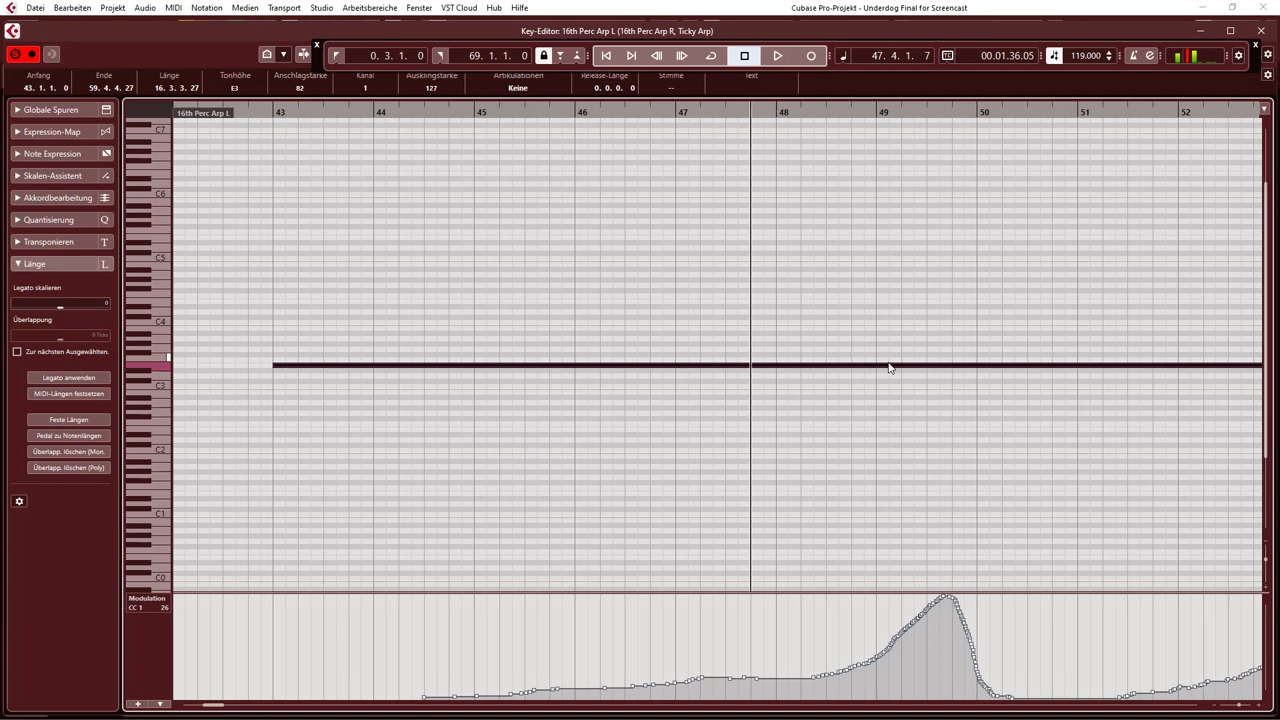 Datei Bearbeiten Projekt Audio MIDI Notation Medien Transport Studio Arbeitsbereiche Fenster VST Cloud Hub Hilfe Cubase Pro-Projekt - Underdog Final for Screencast
Key-Editor: 16th Perc Arp L (16th Perc Arp R, Ticky Arp)
S 0. 3. 1. 0 69. 1. 1. 0 47. 4. 1. 7 TC 00.01.36.05 119.000
Anfang Ende Länge Tonhöhe Anschlagstärke Kanal Ausklingstärke Artikulationen Release-Länge Stimme Text
43. 1. 1. 0 59. 4. 4. 27 16. 3. 3. 27 E3 82 1 127 Keine 0. 0. 0. 0 --
Globale Spuren
Expression-Map
Note Expression
Skalen-Assistent
Akkordbearbeitung
Quantisierung Q
Transponieren T
Länge L
Legato skalieren
0
Überlappung
0 Ticks
Zur nächsten Ausgewählten.
Legato anwenden
MIDI-Längen festsetzen
Feste Längen
Pedal zu Notenlängen
Überlapp. löschen (Mon.
Überlapp. löschen (Poly)
16th Perc Arp L 43 44 45 46 47 48 49 50 51 52
C7
C6
C5
C4
C3
C2
C1
C0
Modulation
CC 1 26